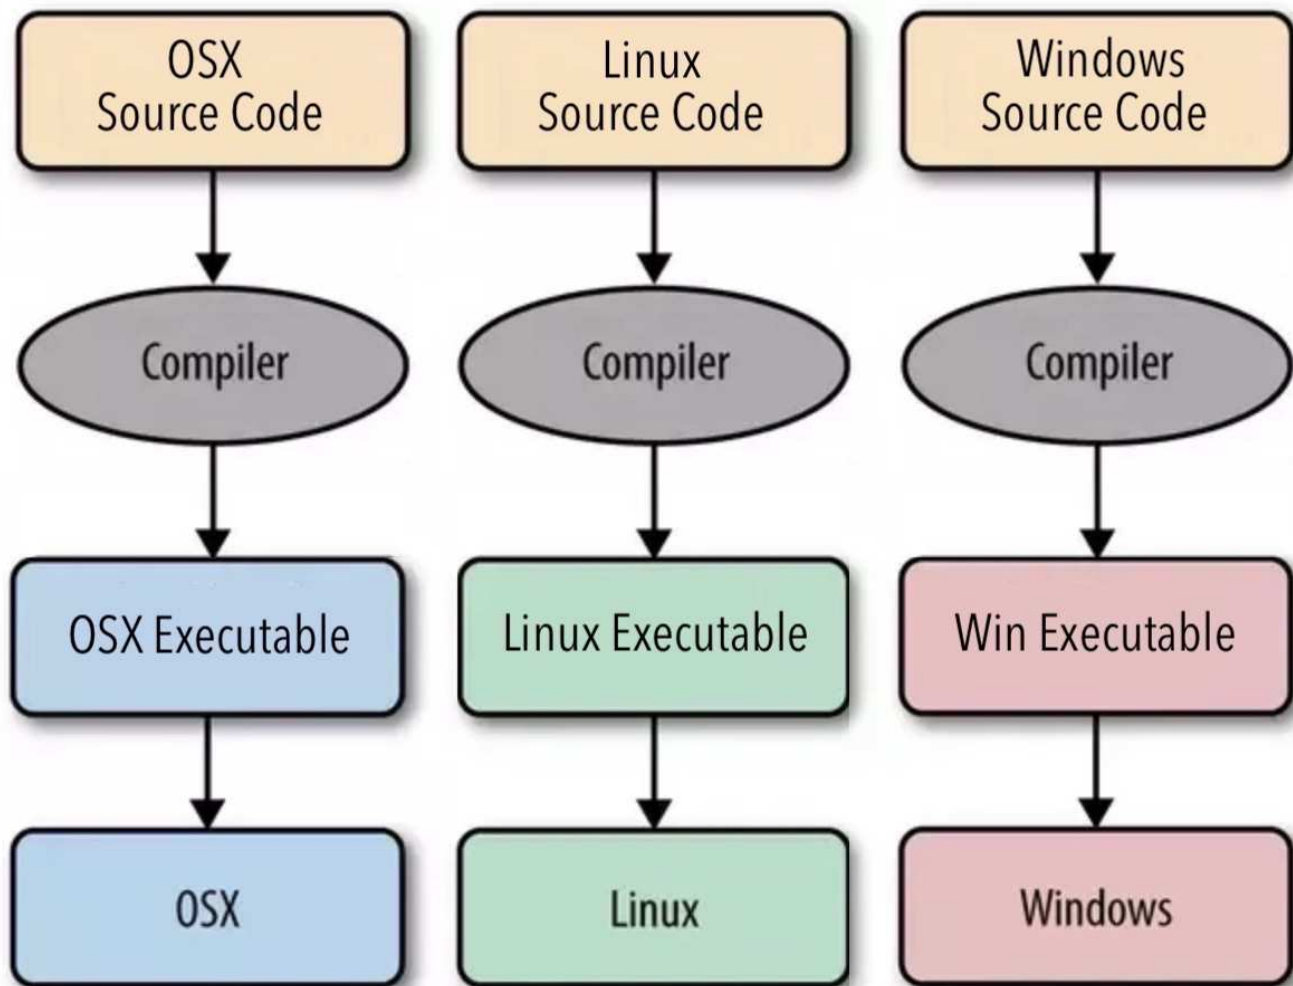 OSX
Source Code
Linux
Source Code
Windows
Source Code
Compiler
Compiler
Compiler
OSX Executable
Linux Executable
Win Executable
OSX
Linux
Windows